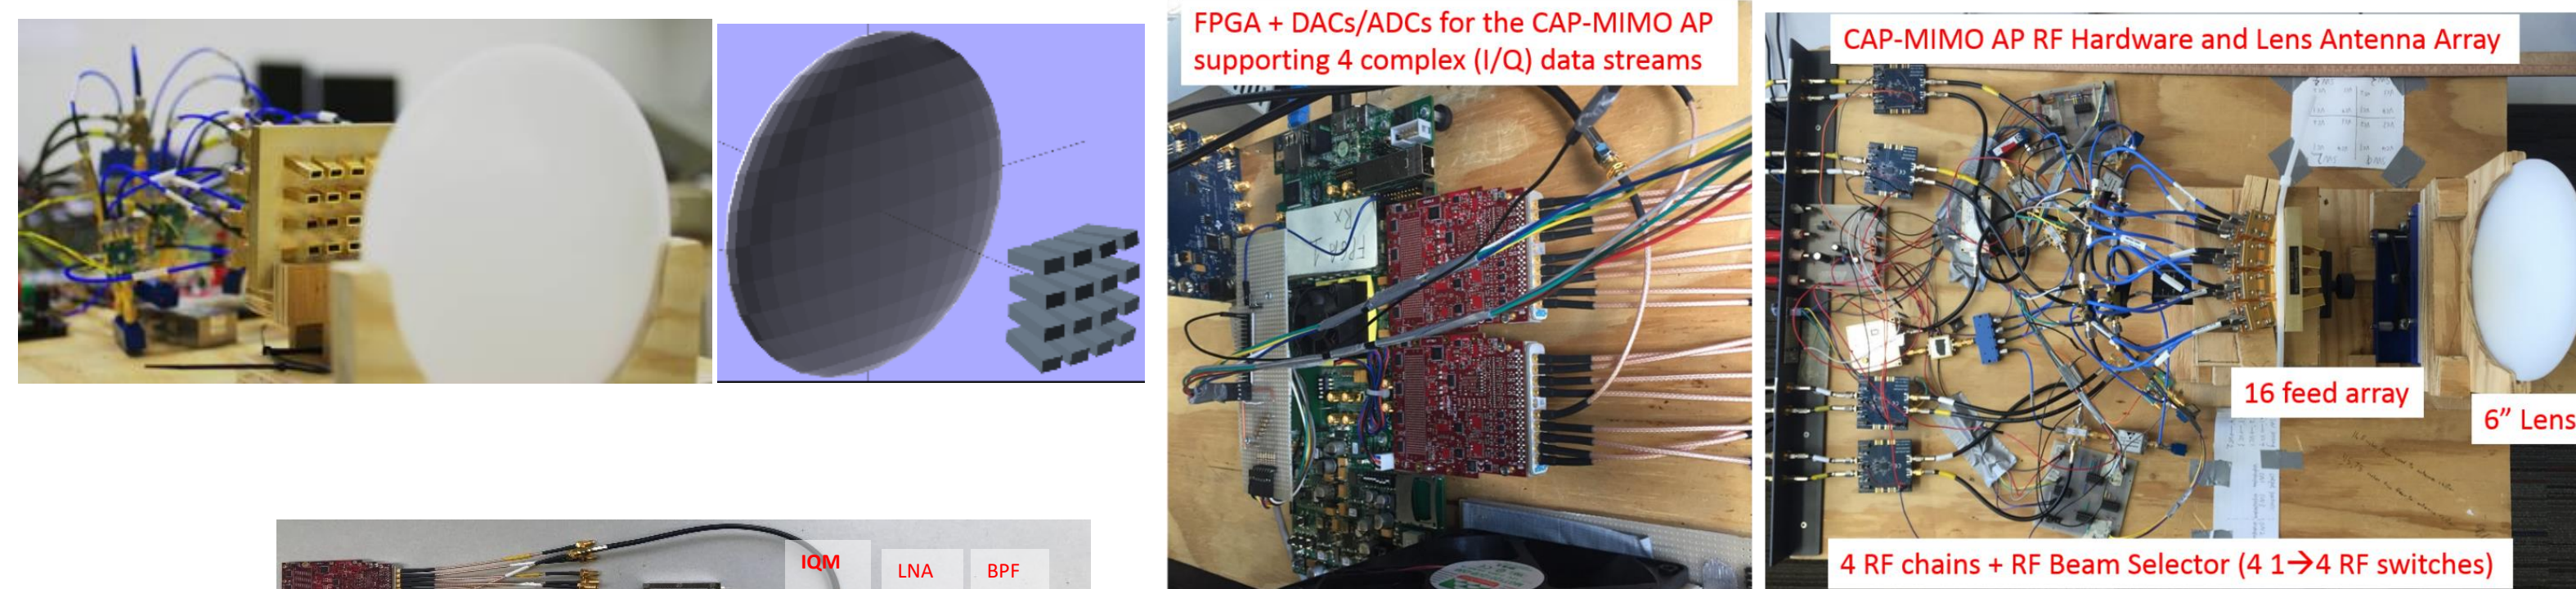 FPGA + DACs/ADCs for the CAP-MIMO AP
supporting 4 complex (I/Q) data streams
CAP-MIMO AP RF Hardware and Lens Antenna Array
16 feed array
6” Lens
4 RF chains + RF Beam Selector (4 1→4 RF switches)
IQM
LNA
BPF